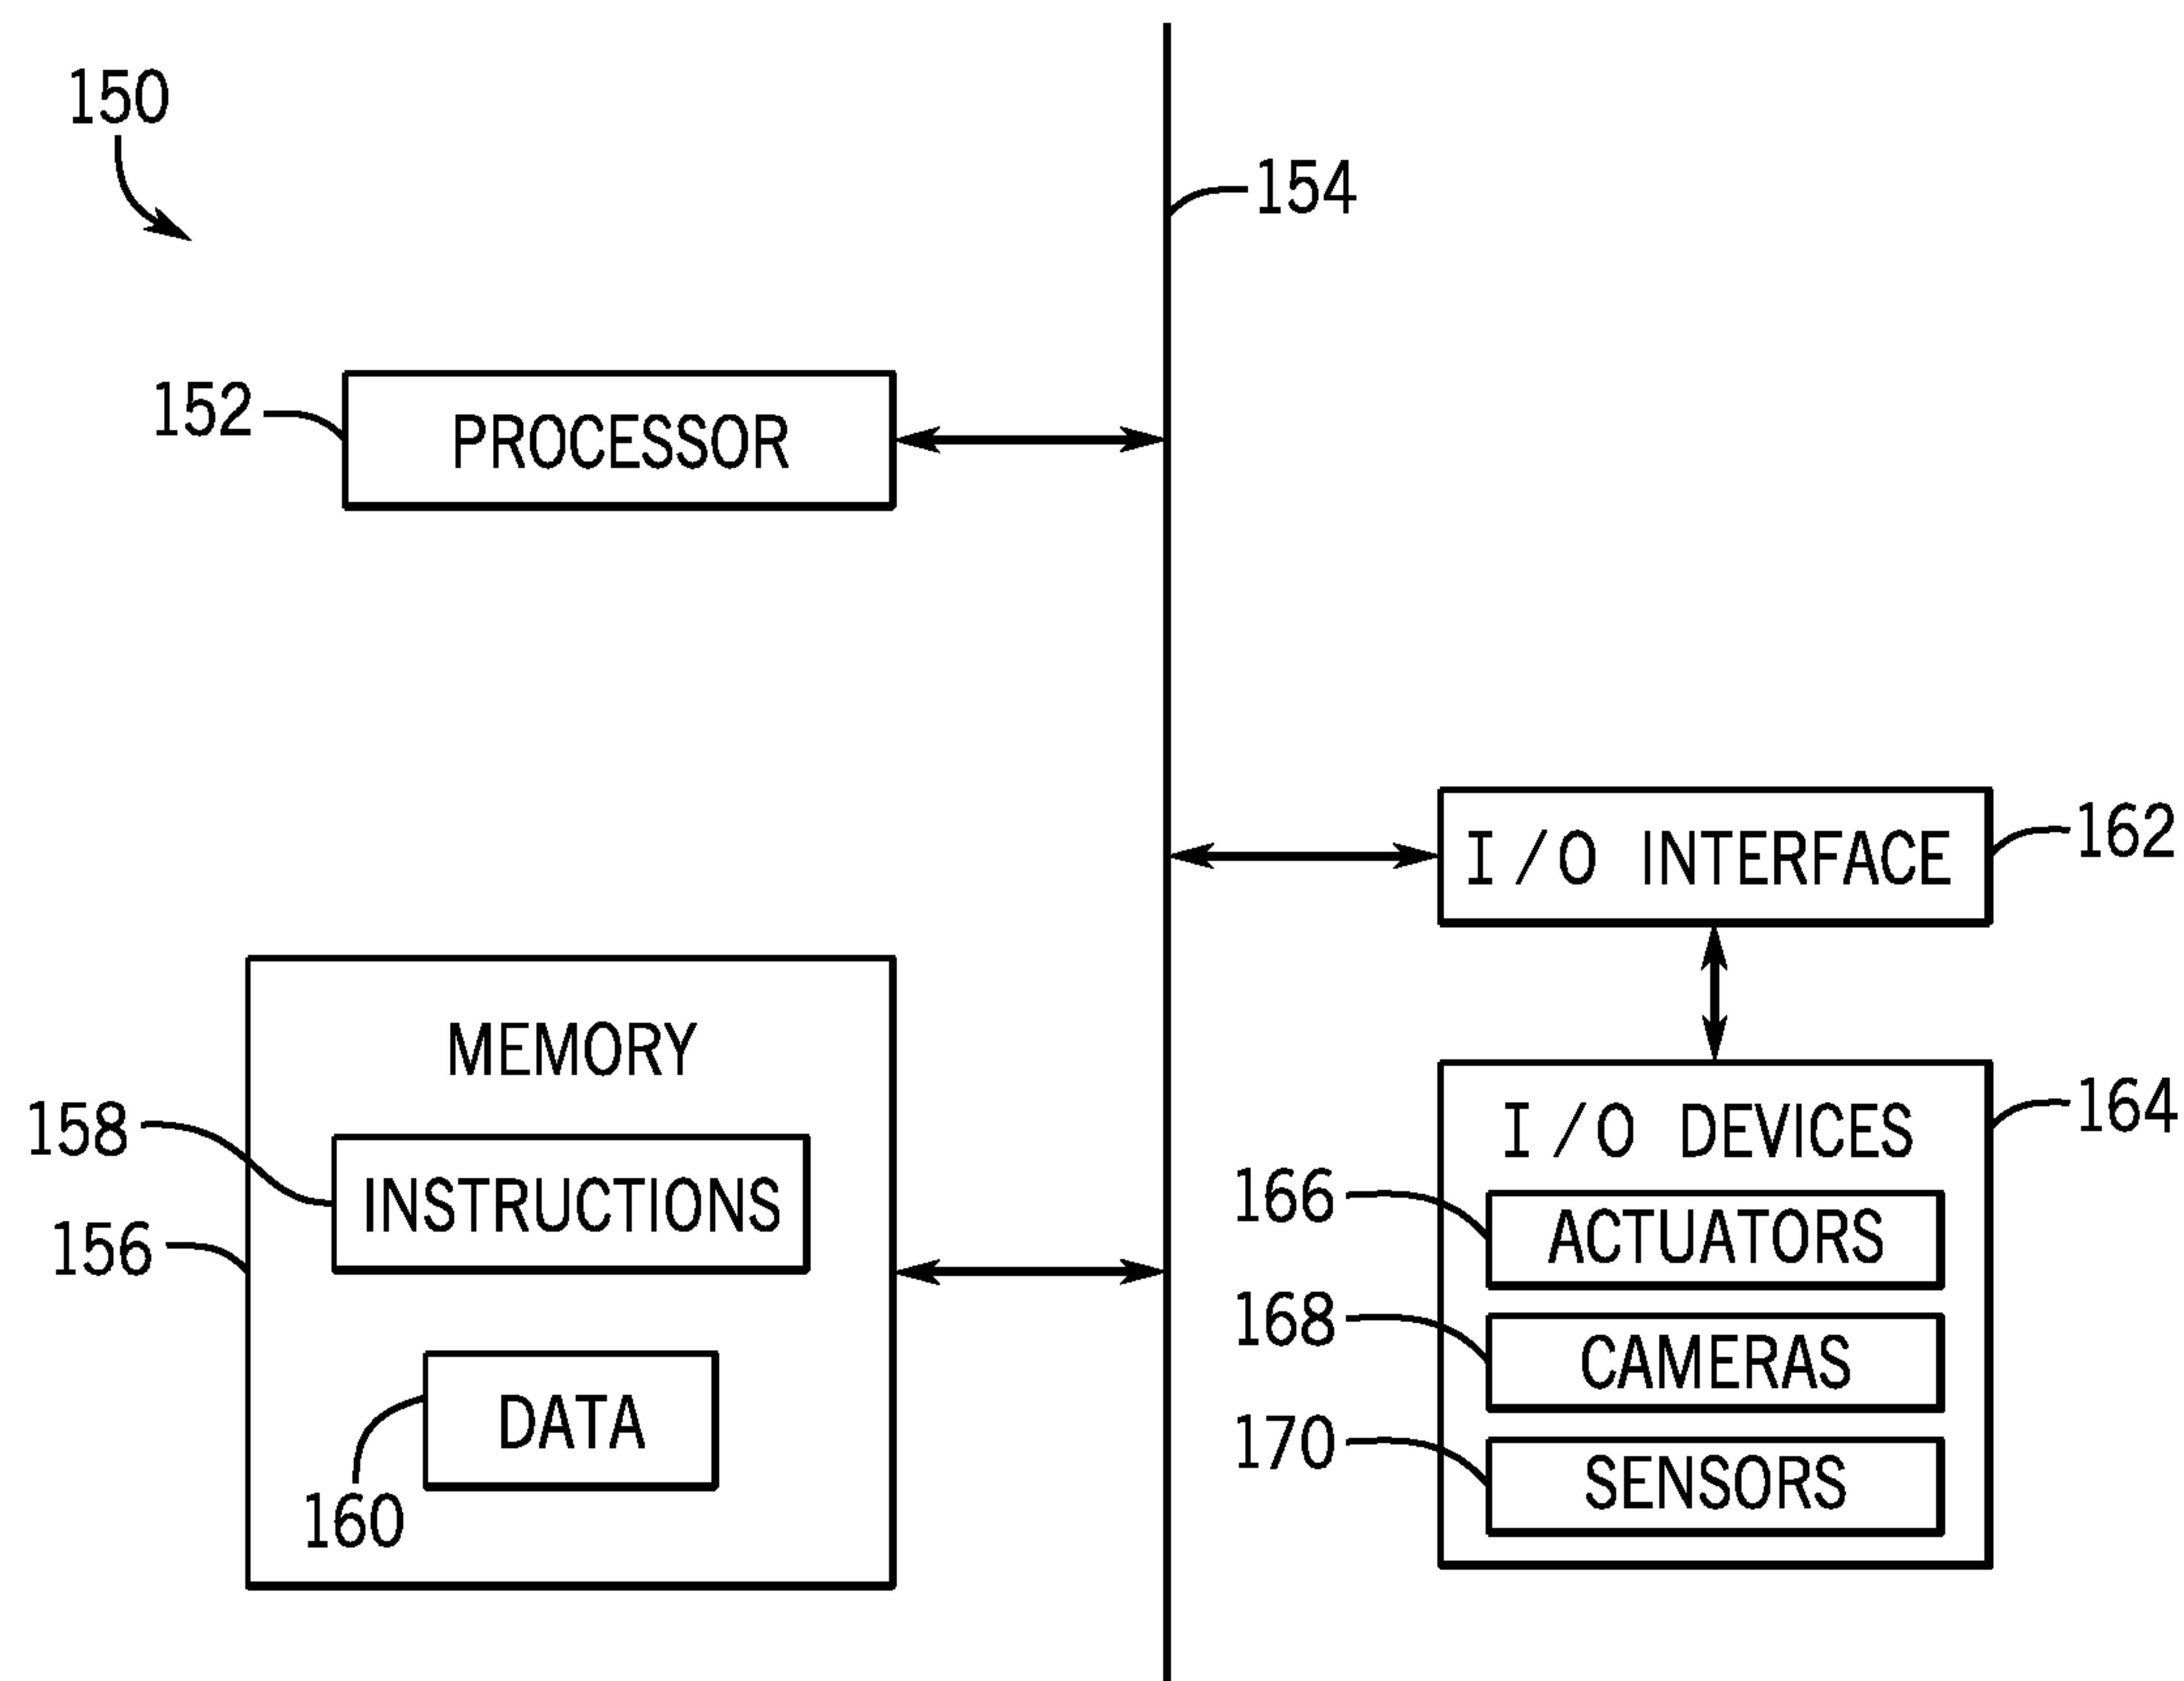 150
154
152
PROCESSOR
162
I/O INTERFACE
MEMORY
158
INSTRUCTIONS
156
DATA
160
164
I/O DEVICES
166
ACTUATORS
168
CAMERAS
170
SENSORS